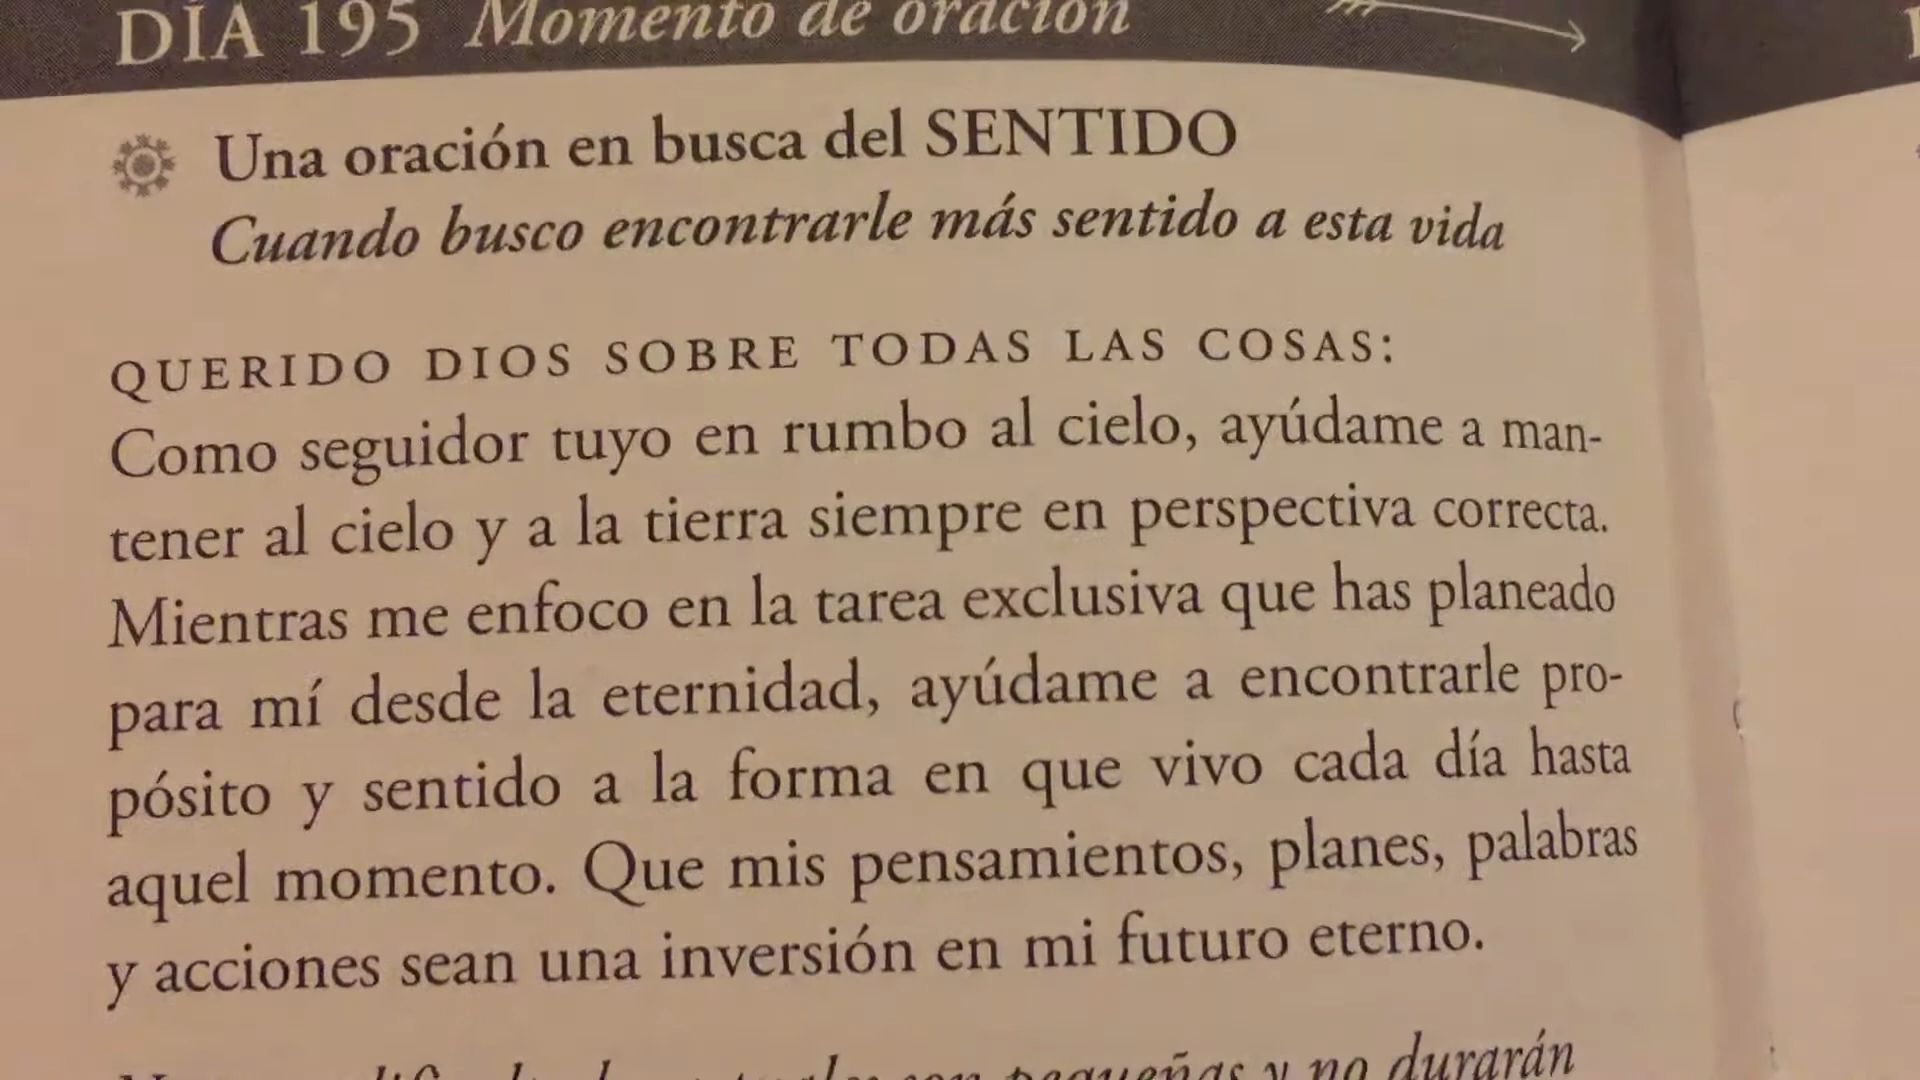 DÍA 195 Momento de oración
Una oración en busca del SENTIDO
Cuando busco encontrarle más sentido a esta vida
QUERIDO DIOS SOBRE TODAS LAS COSAS:
Como seguidor tuyo en rumbo al cielo, ayúdame a man-
tener al cielo y a la tierra siempre en perspectiva correcta.
Mientras me enfoco en la tarea exclusiva que has planeado
para mí desde la eternidad, ayúdame a encontrarle pro-
pósito y sentido a la forma en que vivo cada día hasta
aquel momento. Que mis pensamientos, planes, palabras
y acciones sean una inversión en mi futuro eterno.
son pequeñas y no durarán